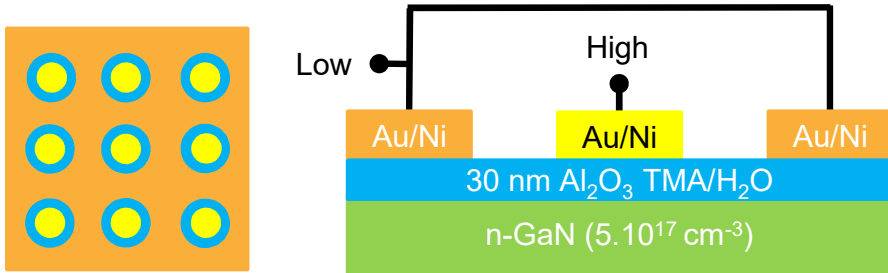 High
Low
Au/Ni Au/Ni Au/Ni
30 nm Al₂O₃ TMA/H₂O
n-GaN (5.10¹⁷ cm⁻³)